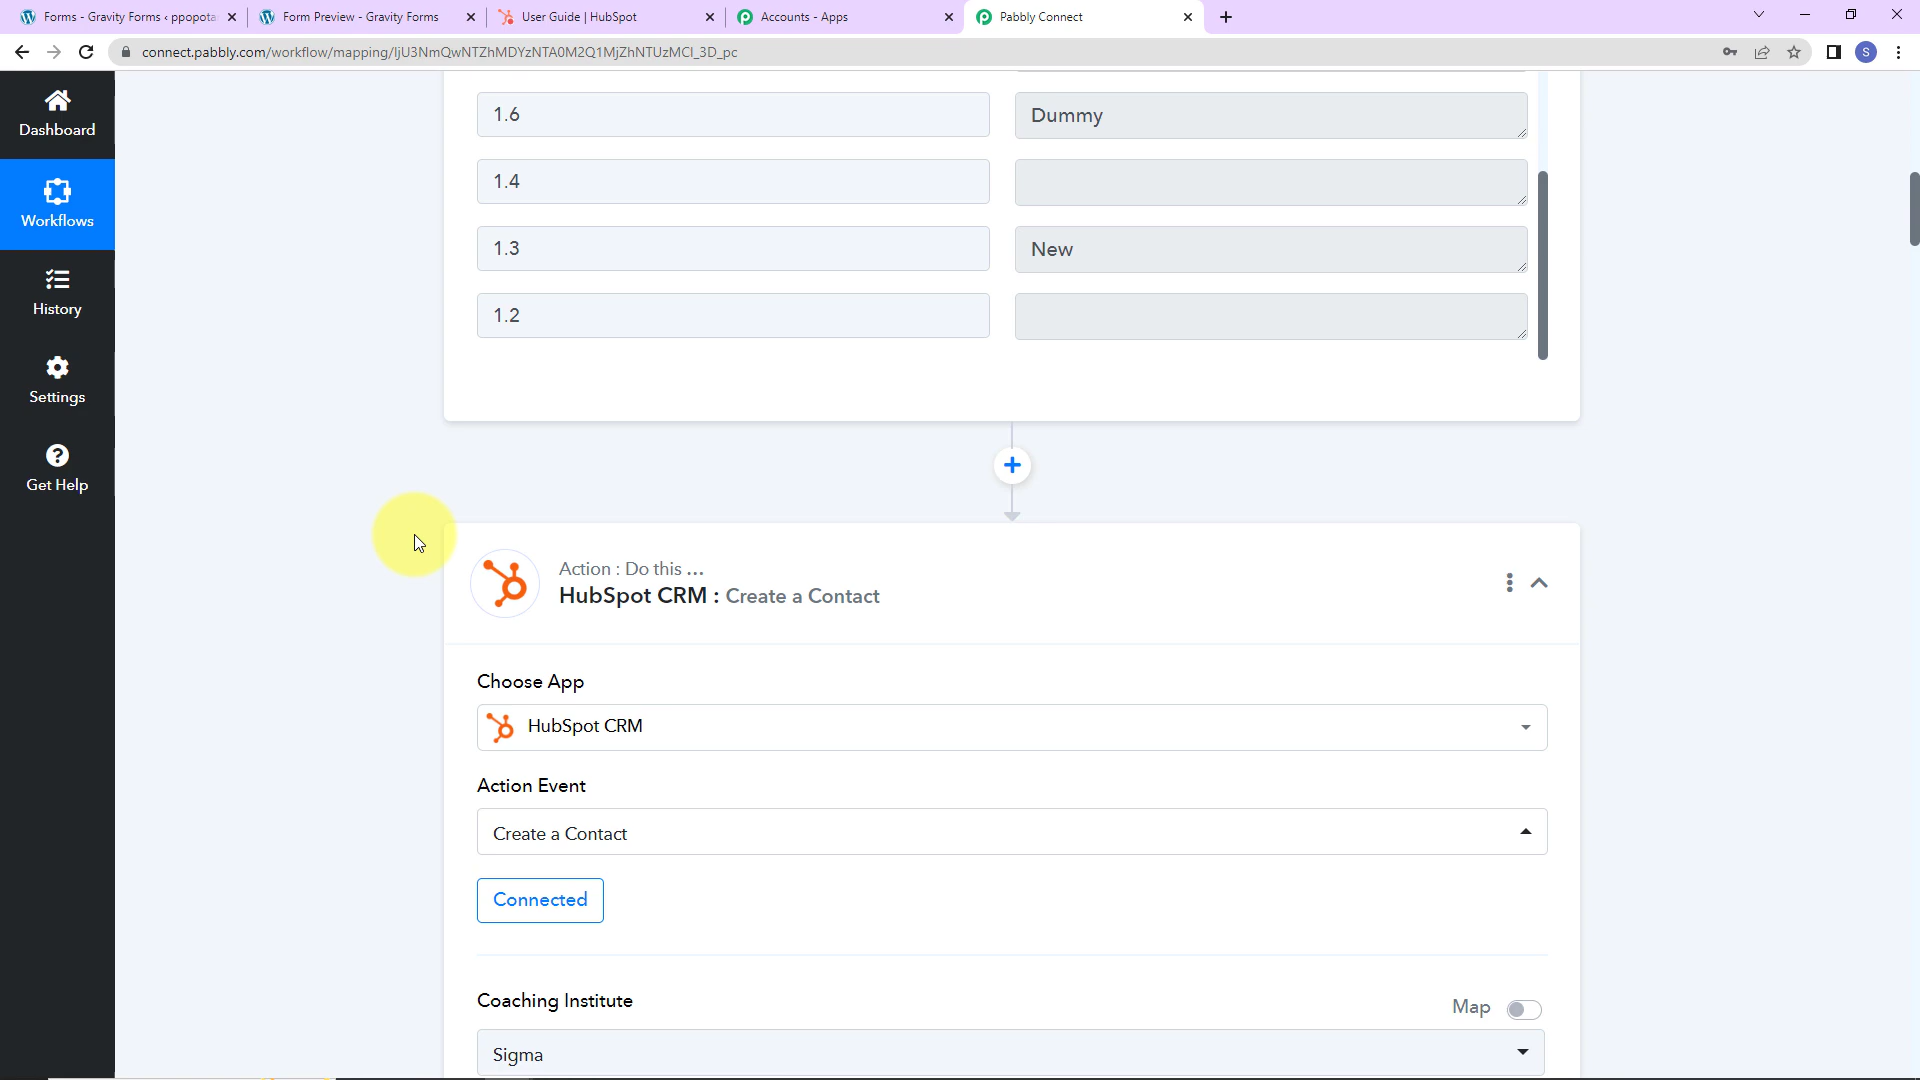 Forms - Gravity Forms ‹ ppopota
Form Preview - Gravity Forms
User Guide | HubSpot
Accounts - Apps
Pabbly Connect
connect.pabbly.com/workflow/mapping/IjU3NmQwNTZhMDYzNTA0M2Q1MjZhNTUzMCI_3D_pc
S
Dashboard
Workflows
History
Settings
Get Help
1.6
Dummy
1.4
1.3
New
1.2
Action : Do this ...
HubSpot CRM : Create a Contact
Choose App
HubSpot CRM
Action Event
Create a Contact
Connected
Coaching Institute
Map
Sigma